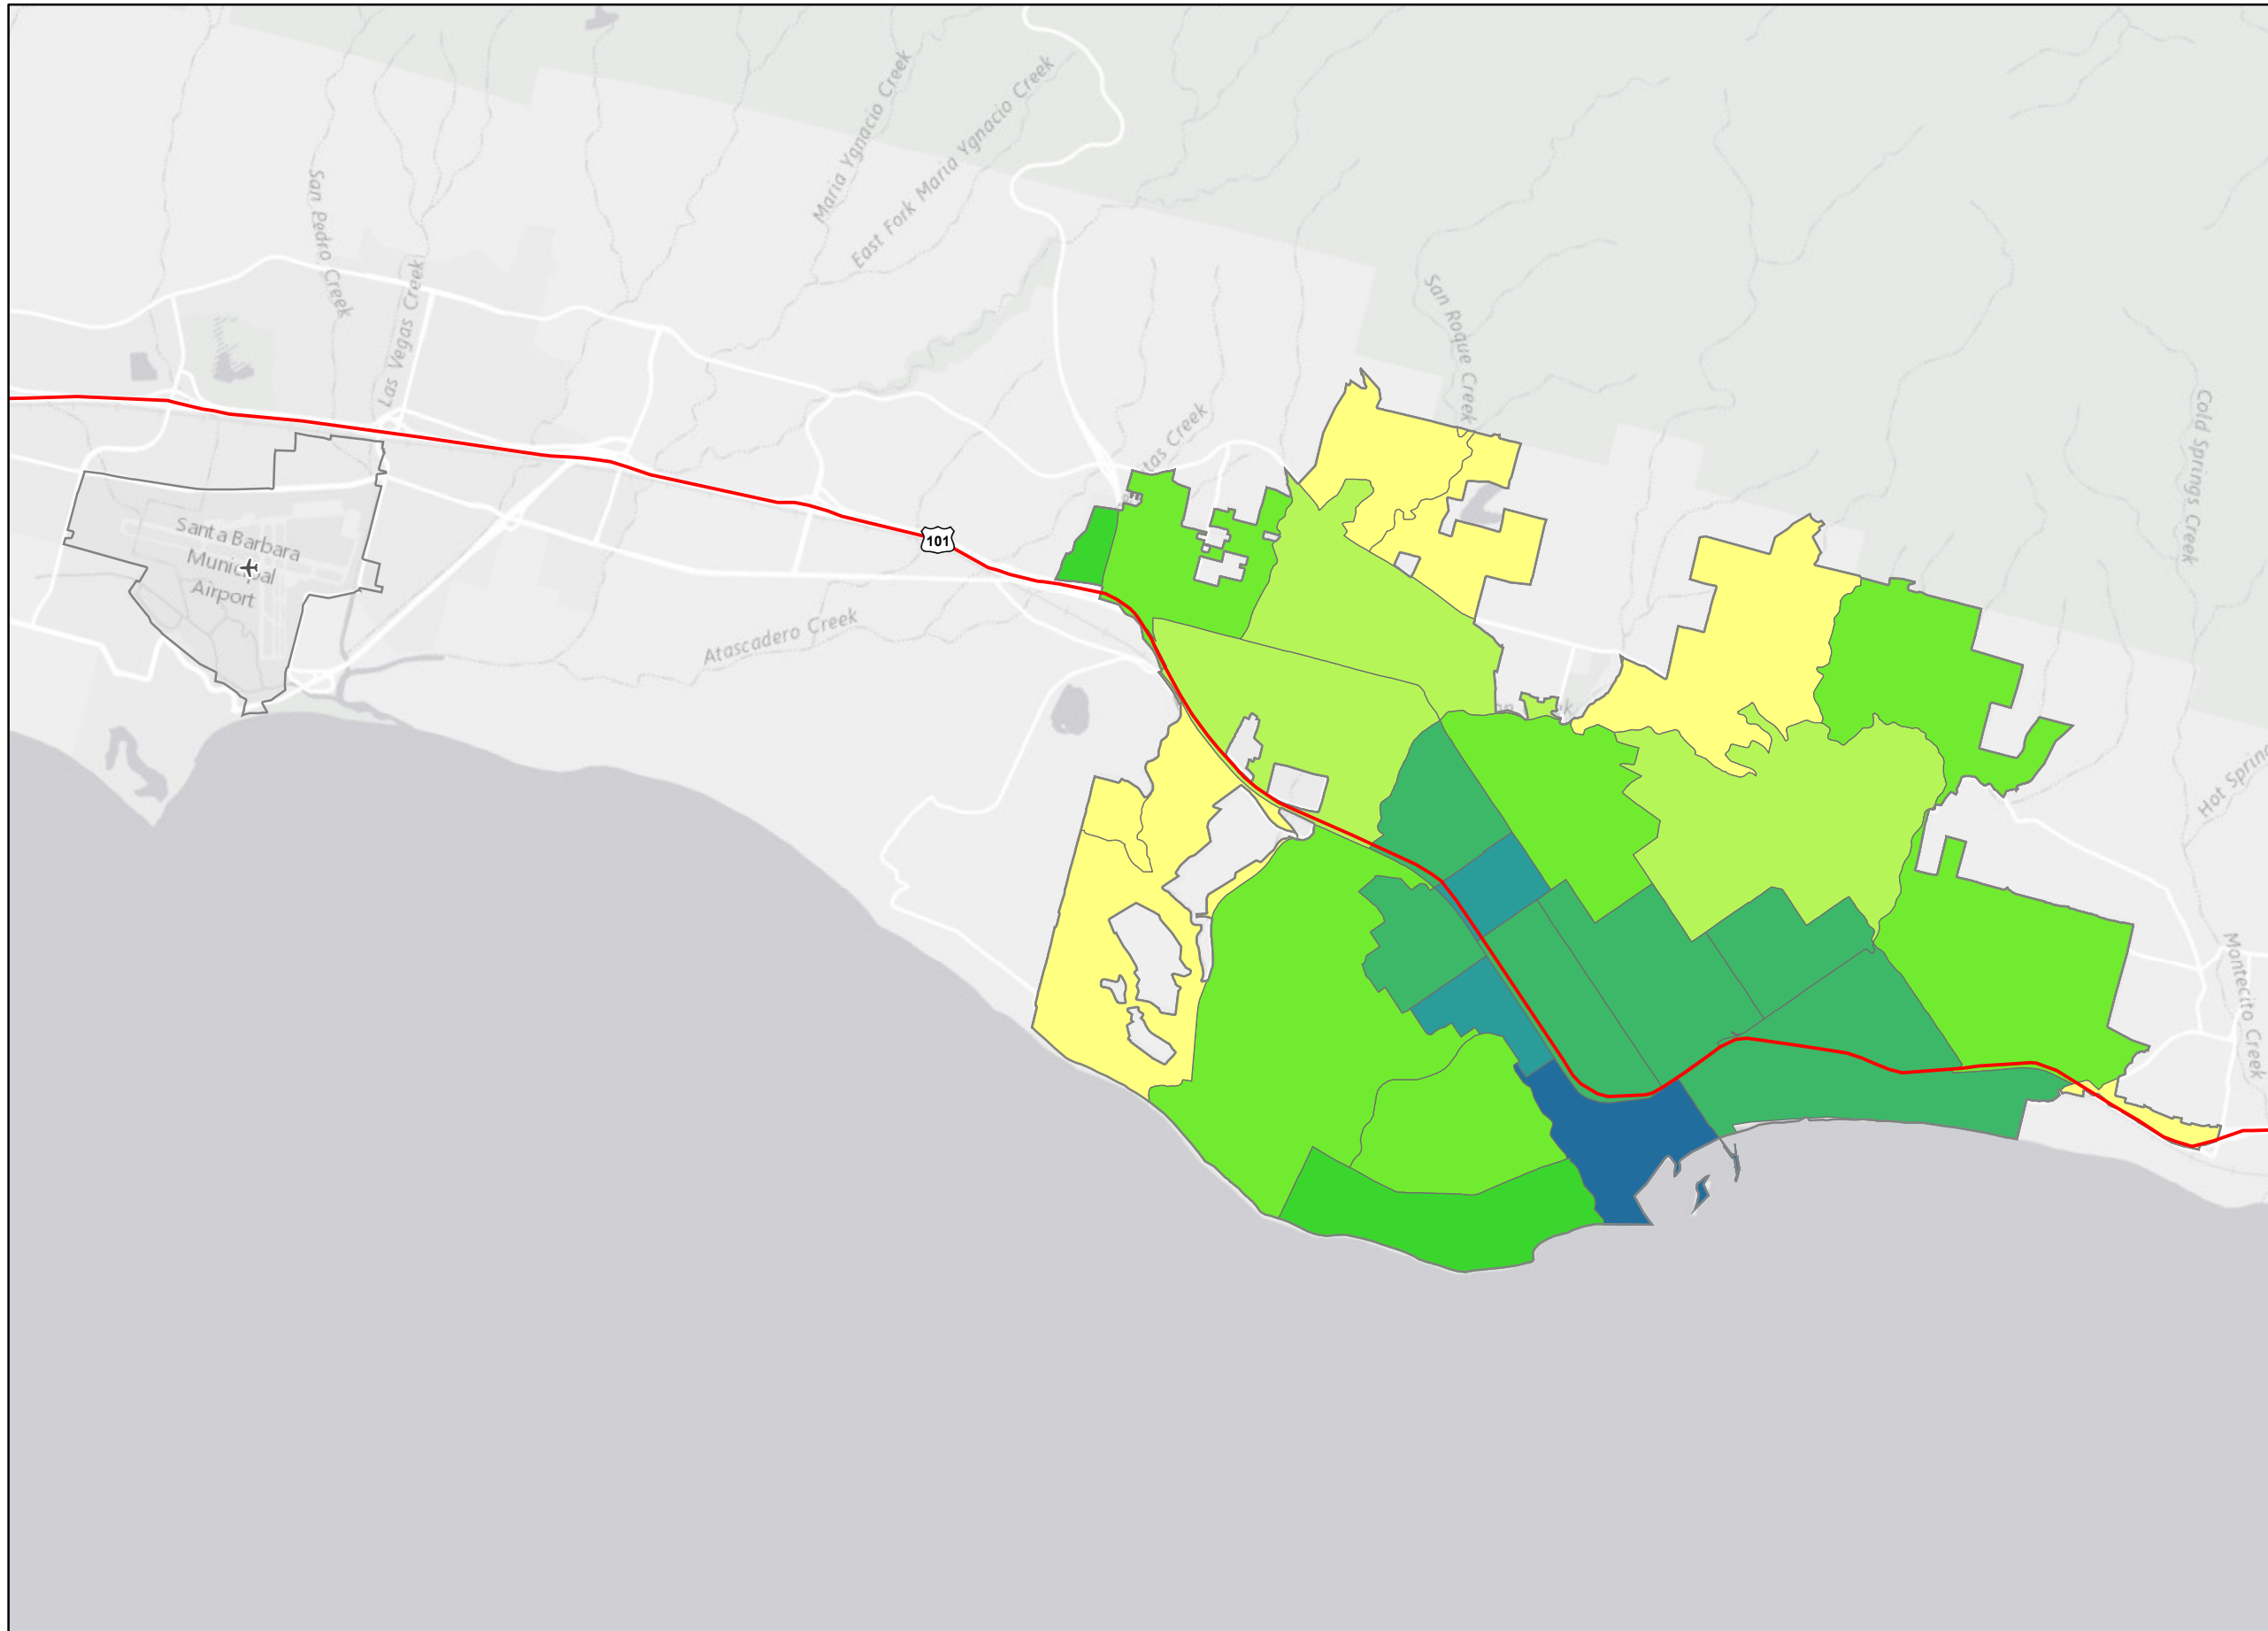 Maria Ygnacio Creek
East Fork Maria Ygnacio Creek
San Pedro Creek
Las Vegas Creek
San Roque Creek
Cold Springs Creek
Creek
101
Santa Barbara
Municipal
Airport
Atascadero Creek
Hot
Montecito Creek